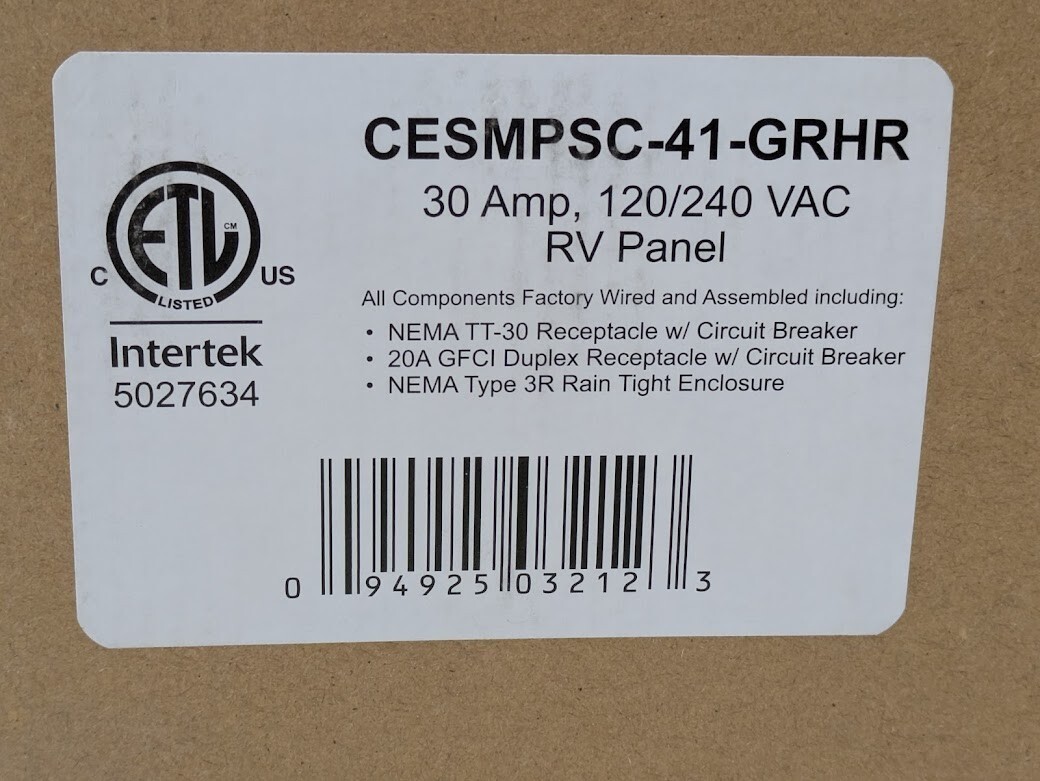 CESMPSC-41-GRHR
30 Amp, 120/240 VAC
RV Panel
All Components Factory Wired and Assembled including:
• NEMA TT-30 Receptacle w/ Circuit Breaker
• 20A GFCI Duplex Receptacle w/ Circuit Breaker
• NEMA Type 3R Rain Tight Enclosure
ETL CM
C US
LISTED
Intertek
5027634
0 94925 03212 3